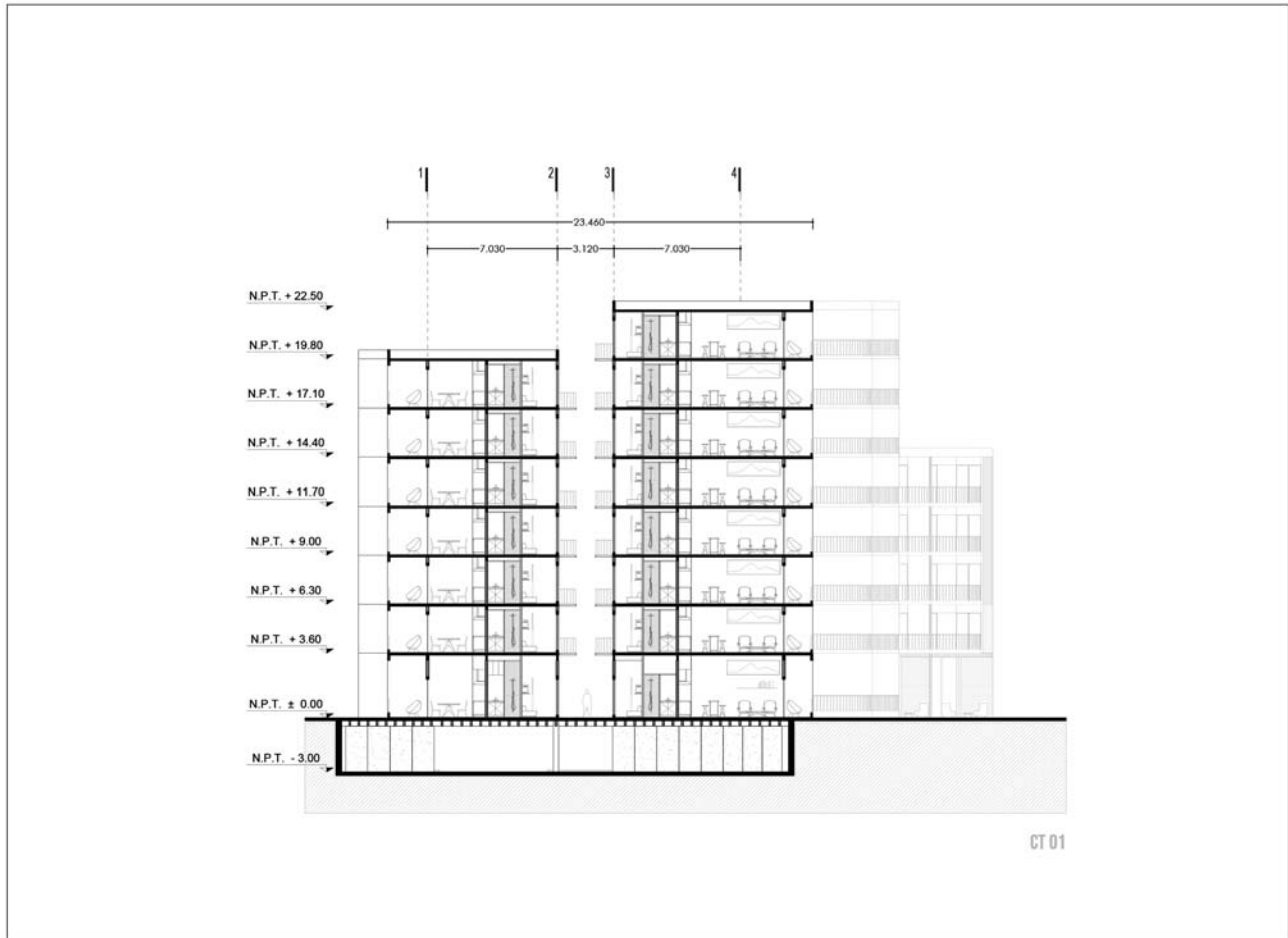 1 2 3 4
23.460
7.030 3.120 7.030
N.P.T. + 22.50
N.P.T. + 19.80
N.P.T. + 17.10
N.P.T. + 14.40
N.P.T. + 11.70
N.P.T. + 9.00
N.P.T. + 6.30
N.P.T. + 3.60
N.P.T. ± 0.00
N.P.T. - 3.00
CT 01